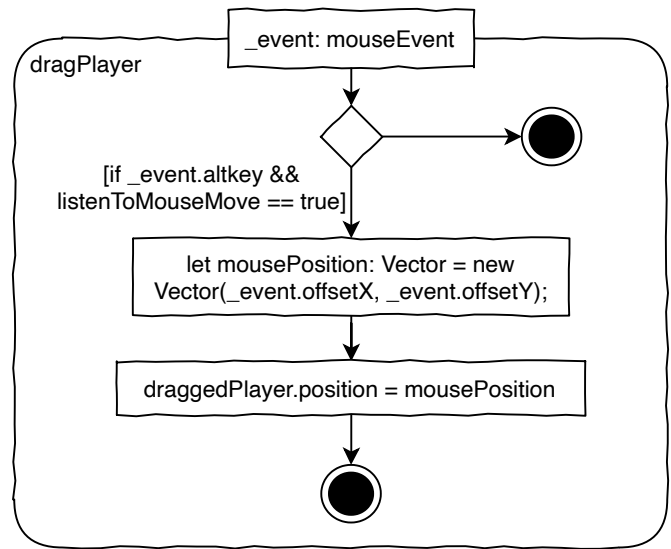 _event: mouseEvent
dragPlayer
[if _event.altkey &&
listenToMouseMove == true]
let mousePosition: Vector = new
Vector(_event.offsetX, _event.offsetY);
draggedPlayer.position = mousePosition